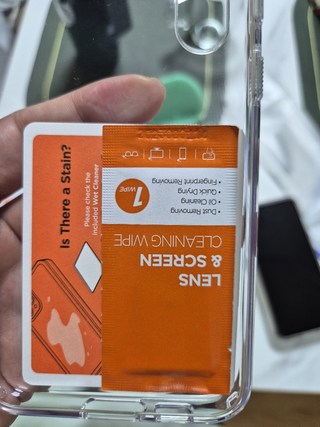 Is There a Stain?
Please check the
included Wet Cleaner
LENS
& SCREEN
CLEANING WIPE
1
WIPE
• Dust Removing
• Oil Cleaning
• Quick Drying
• Fingerprint Removing